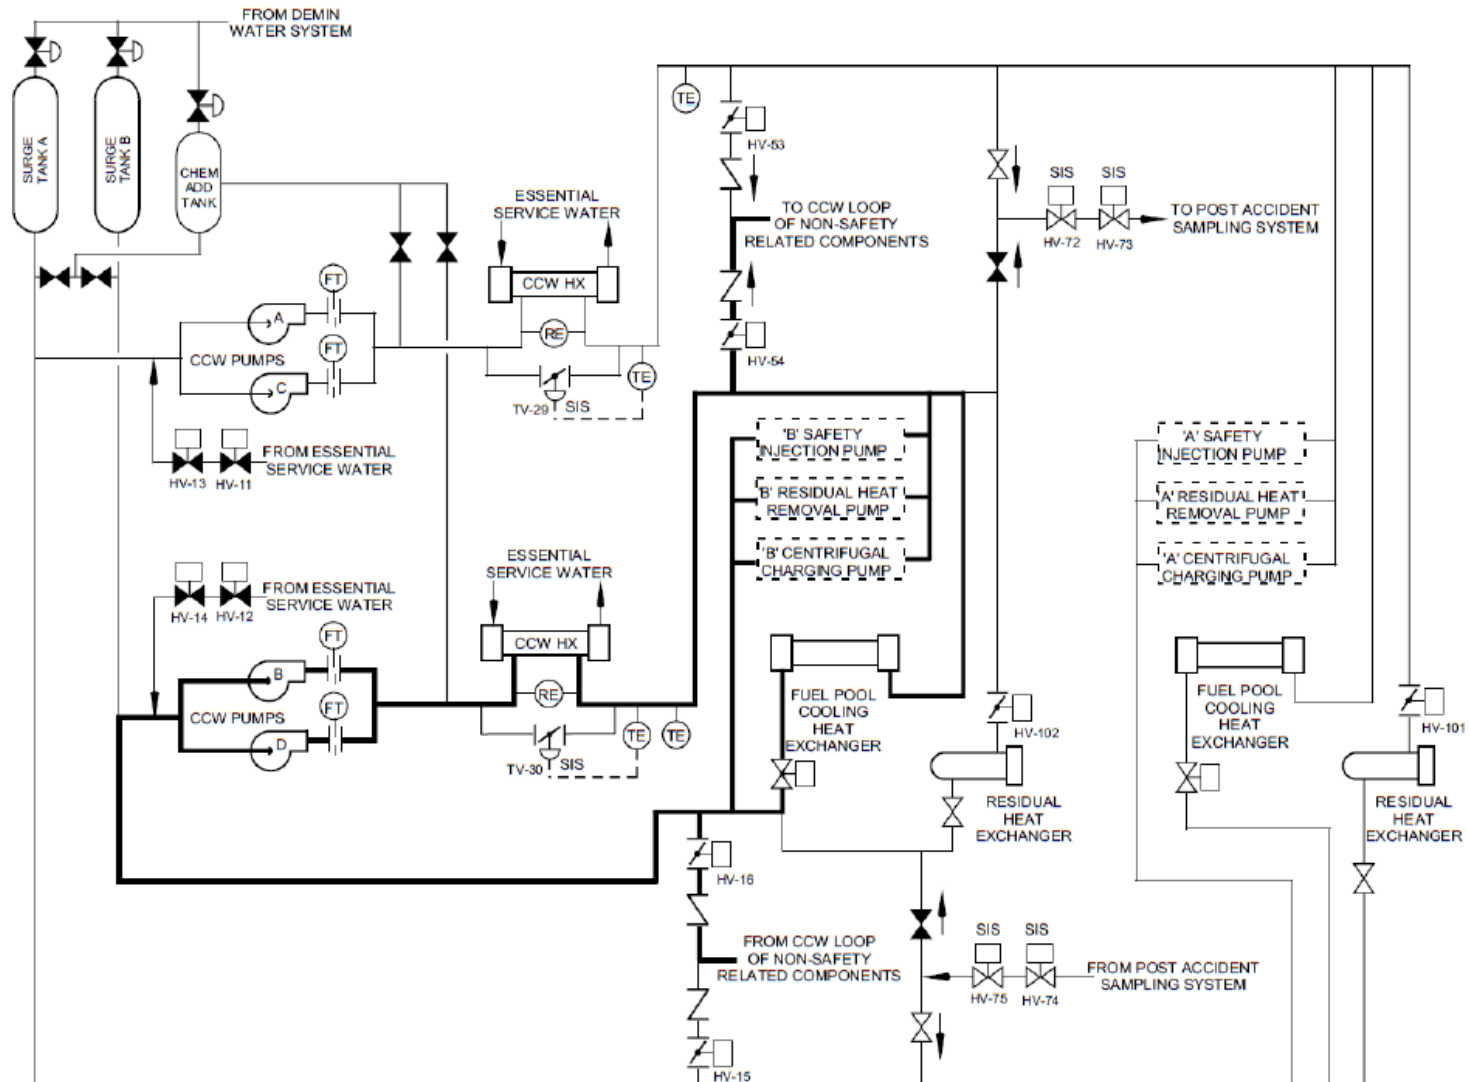 FROM DEMIN
WATER SYSTEM
SURGE
TANK A
SURGE
TANK B
CHEM
ADD
TANK
TE
HV-53
ESSENTIAL
SERVICE WATER
TO CCW LOOP
OF NON-SAFETY
RELATED COMPONENTS
SIS
SIS
HV-72
HV-73
TO POST ACCIDENT
SAMPLING SYSTEM
FT
A
CCW HX
RE
FT
CCW PUMPS
C
TE
TV-29
SIS
HV-54
FROM ESSENTIAL
SERVICE WATER
HV-13
HV-11
'B' SAFETY
INJECTION PUMP
'B' RESIDUAL HEAT
REMOVAL PUMP
'B' CENTRIFUGAL
CHARGING PUMP
'A' SAFETY
INJECTION PUMP
'A' RESIDUAL HEAT
REMOVAL PUMP
'A' CENTRIFUGAL
CHARGING PUMP
FROM ESSENTIAL
SERVICE WATER
HV-14
HV-12
ESSENTIAL
SERVICE WATER
FT
B
CCW HX
RE
FT
CCW PUMPS
D
TE
TE
TV-30
SIS
FUEL POOL
COOLING
HEAT
EXCHANGER
HV-102
RESIDUAL
HEAT
EXCHANGER
FUEL POOL
COOLING
HEAT
EXCHANGER
HV-101
RESIDUAL
HEAT
EXCHANGER
HV-16
FROM CCW LOOP
OF NON-SAFETY
RELATED COMPONENTS
SIS
SIS
HV-75
HV-74
FROM POST ACCIDENT
SAMPLING SYSTEM
HV-15